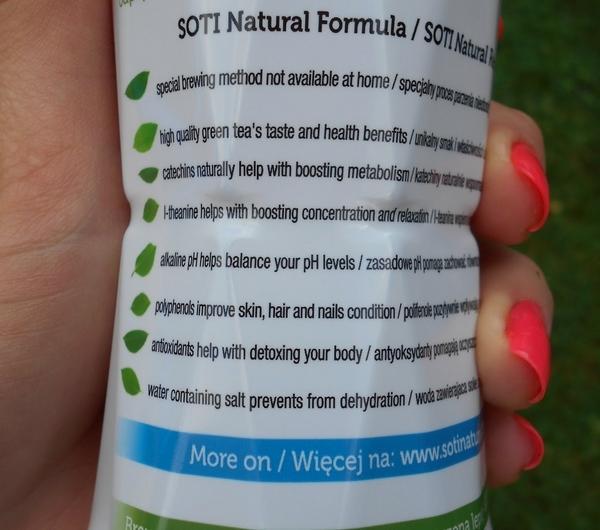 SOTI Natural Formula / SOTI Natural
special brewing method not available at home / specjalny proces parzenia
high quality green tea's taste and health benefits / unikalny smak i
catechins naturally help with boosting metabolism / katechiny naturalnie
l-theanine helps with boosting concentration and relaxation / l-teanina
alkaline pH helps balance your pH levels / zasadowe pH pomaga zachować
polyphenols improve skin, hair and nails condition / polifenole pozytywnie
antioxidants help with detoxing your body / antyoksydanty pomagają
water containing salt prevents from dehydration / woda zawierająca
More on / Więcej na: www.sotinatu